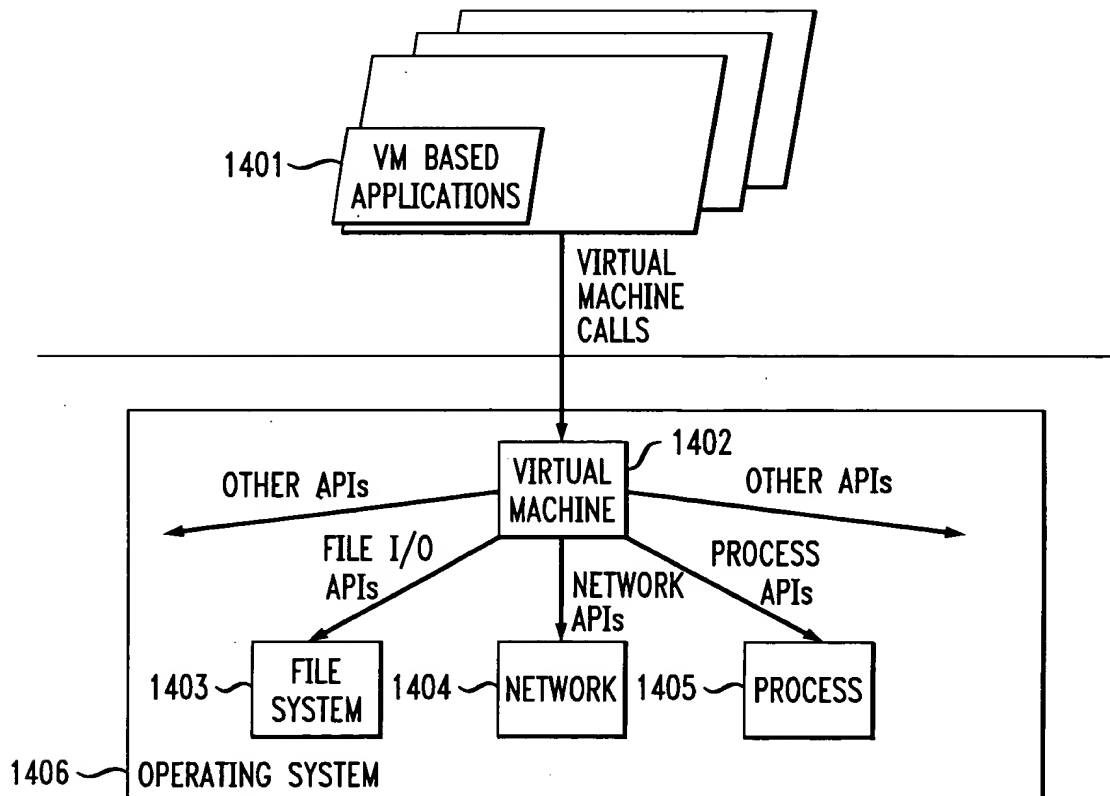 1401
VM BASED
APPLICATIONS
VIRTUAL
MACHINE
CALLS
1402
VIRTUAL
MACHINE
OTHER APIs
OTHER APIs
FILE I/O
APIs
NETWORK
APIs
PROCESS
APIs
1403
FILE
SYSTEM
1404
NETWORK
1405
PROCESS
1406
OPERATING SYSTEM